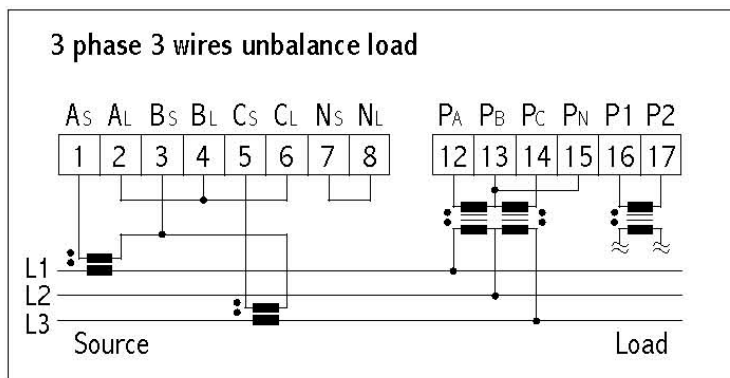 3 phase 3 wires unbalance load
AS AL BS BL CS CL NS NL PA PB PC PN P1 P2
1 2 3 4 5 6 7 8 12 13 14 15 16 17
L1
L2
L3
Source Load